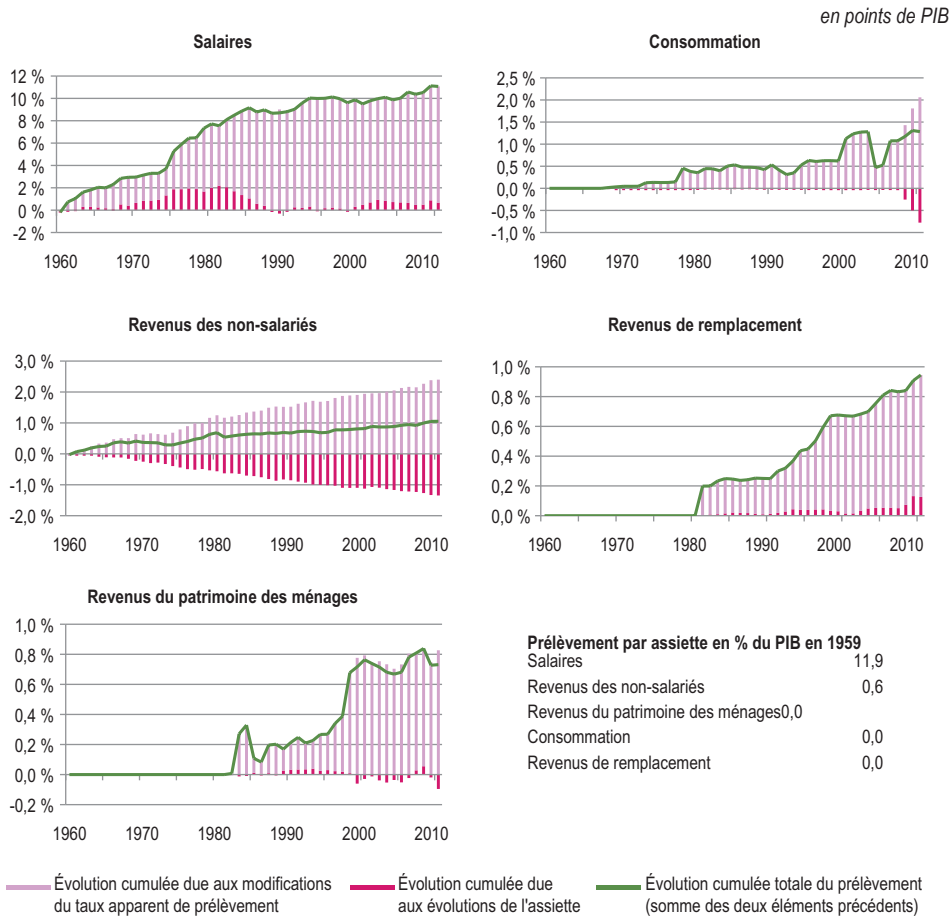 en points de PIB
Salaires
12 %
10 %
8 %
6 %
4 %
2 %
0 %
-2 %
1960 1970 1980 1990 2000 2010
Consommation
2,5 %
2,0 %
1,5 %
1,0 %
0,5 %
0,0 %
-0,5 %
-1,0 %
1960 1970 1980 1990 2000 2010
Revenus des non-salariés
3,0 %
2,0 %
1,0 %
0,0 %
-1,0 %
-2,0 %
1960 1970 1980 1990 2000 2010
Revenus de remplacement
1,0 %
0,8 %
0,6 %
0,4 %
0,2 %
0,0 %
1960 1970 1980 1990 2000 2010
Revenus du patrimoine des ménages
1,0 %
0,8 %
0,6 %
0,4 %
0,2 %
0,0 %
-0,2 %
1960 1970 1980 1990 2000 2010
Prélèvement par assiette en % du PIB en 1959
Salaires 11,9
Revenus des non-salariés 0,6
Revenus du patrimoine des ménages0,0
Consommation 0,0
Revenus de remplacement 0,0
Évolution cumulée due aux modifications
du taux apparent de prélèvement
Évolution cumulée due
aux évolutions de l'assiette
Évolution cumulée totale du prélèvement
(somme des deux éléments précédents)